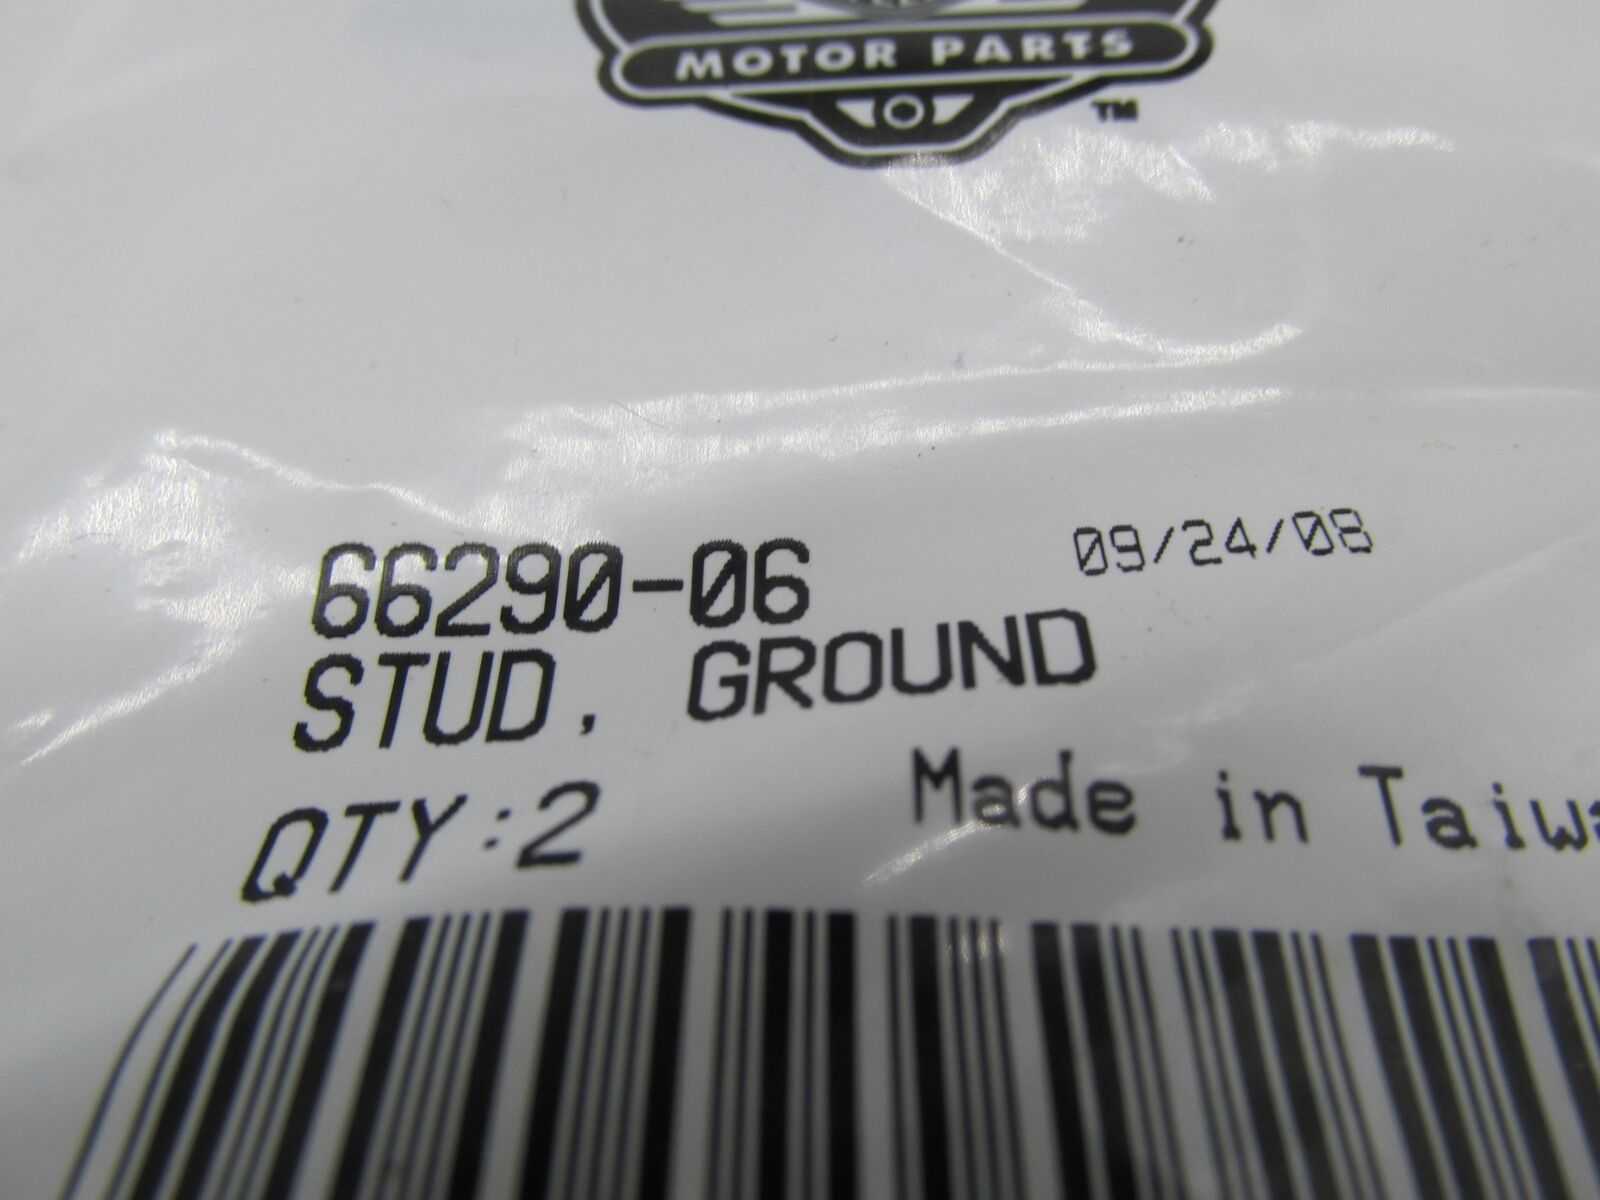 MOTOR PARTS
TM
66290-06
09/24/08
STUD, GROUND
QTY:2
Made in Taiwa